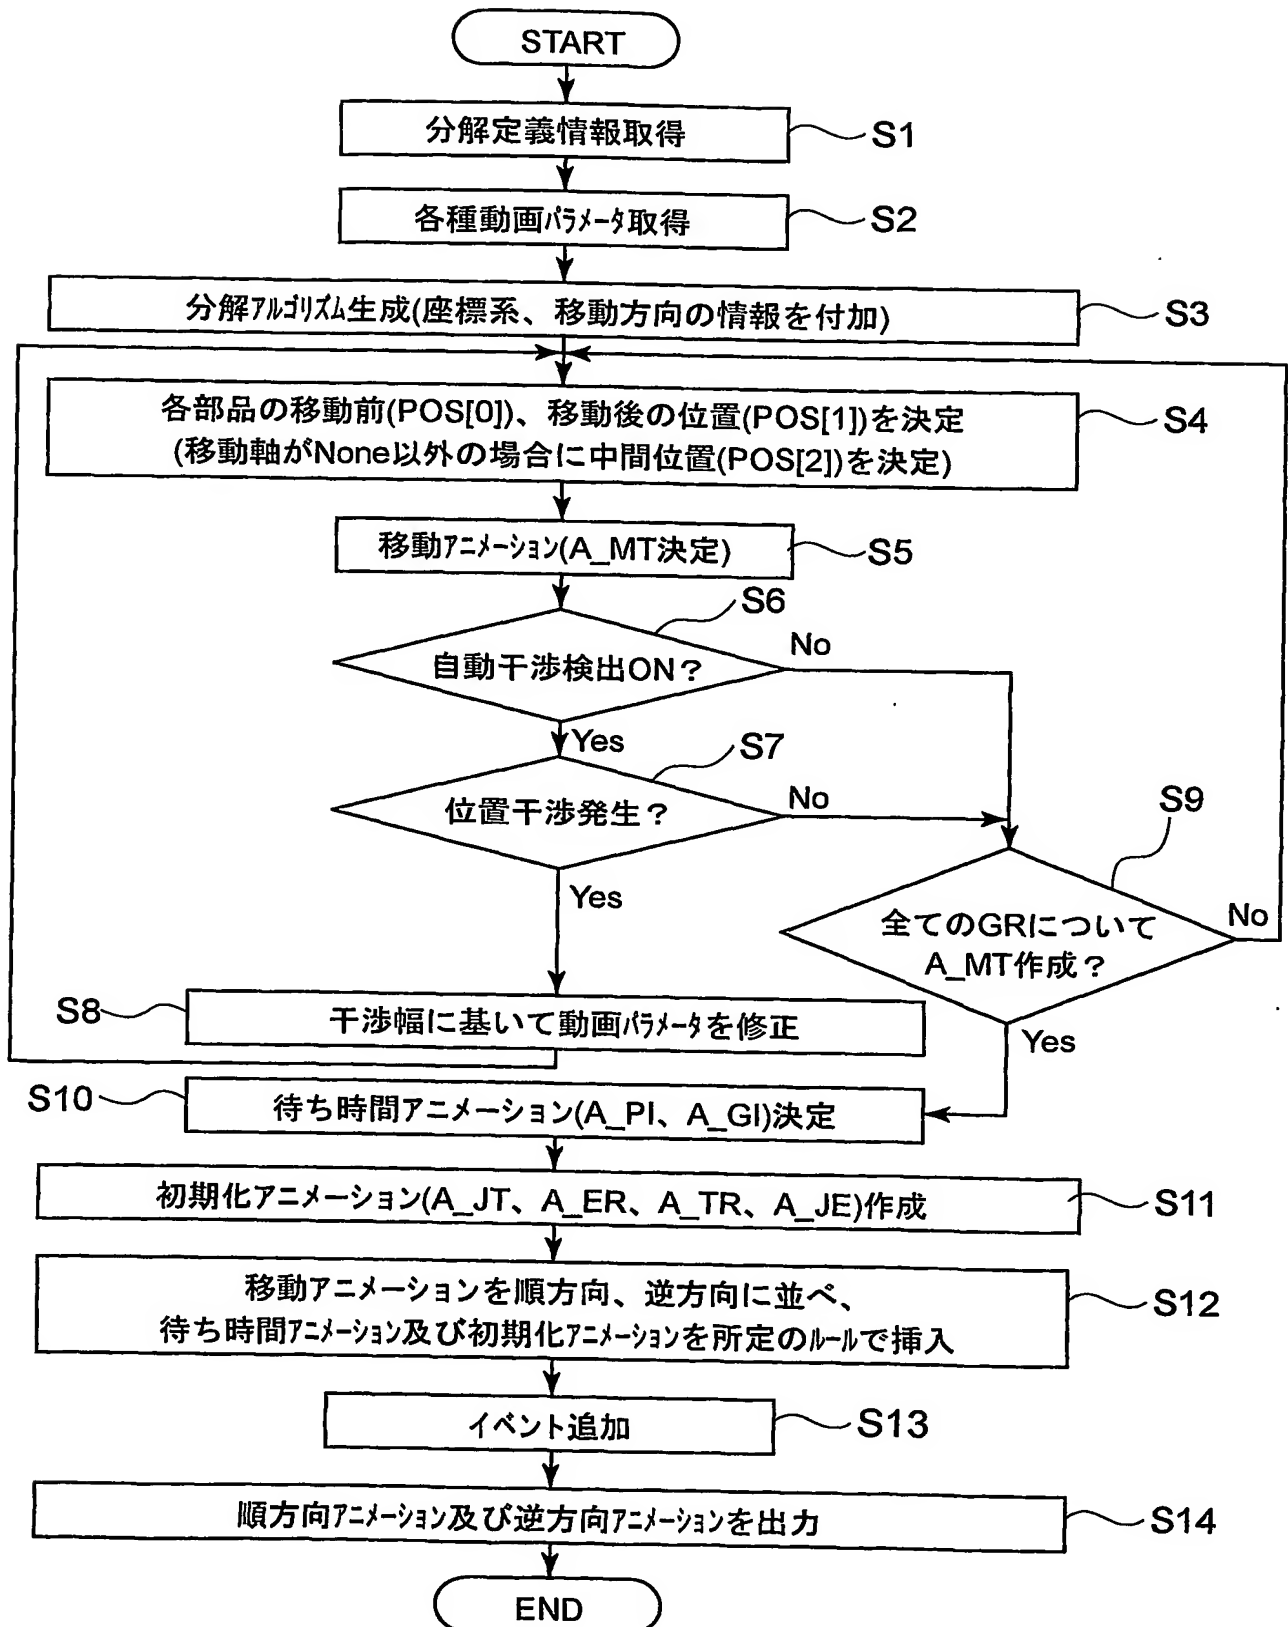 START
分解定義情報取得
S1
各種動画ﾊﾟﾗﾒｰﾀ取得
S2
分解ｱﾙｺﾞﾘｽﾞﾑ生成(座標系、移動方向の情報を付加)
S3
各部品の移動前(POS[0])、移動後の位置(POS[1])を決定
(移動軸がNone以外の場合に中間位置(POS[2])を決定)
S4
移動ｱﾆﾒｰｼｮﾝ(A_MT決定)
S5
S6
自動干渉検出ON？
No
Yes
S7
位置干渉発生？
No
S9
Yes
全てのGRについて
A_MT作成？
No
S8
干渉幅に基いて動画ﾊﾟﾗﾒｰﾀを修正
Yes
S10
待ち時間アニメーション(A_PI、A_GI)決定
初期化アニメーション(A_JT、A_ER、A_TR、A_JE)作成
S11
移動アニメーションを順方向、逆方向に並べ、
待ち時間ｱﾆﾒｰｼｮﾝ及び初期化ｱﾆﾒｰｼｮﾝを所定のﾙｰﾙで挿入
S12
イベント追加
S13
順方向ｱﾆﾒｰｼｮﾝ及び逆方向ｱﾆﾒｰｼｮﾝを出力
S14
END